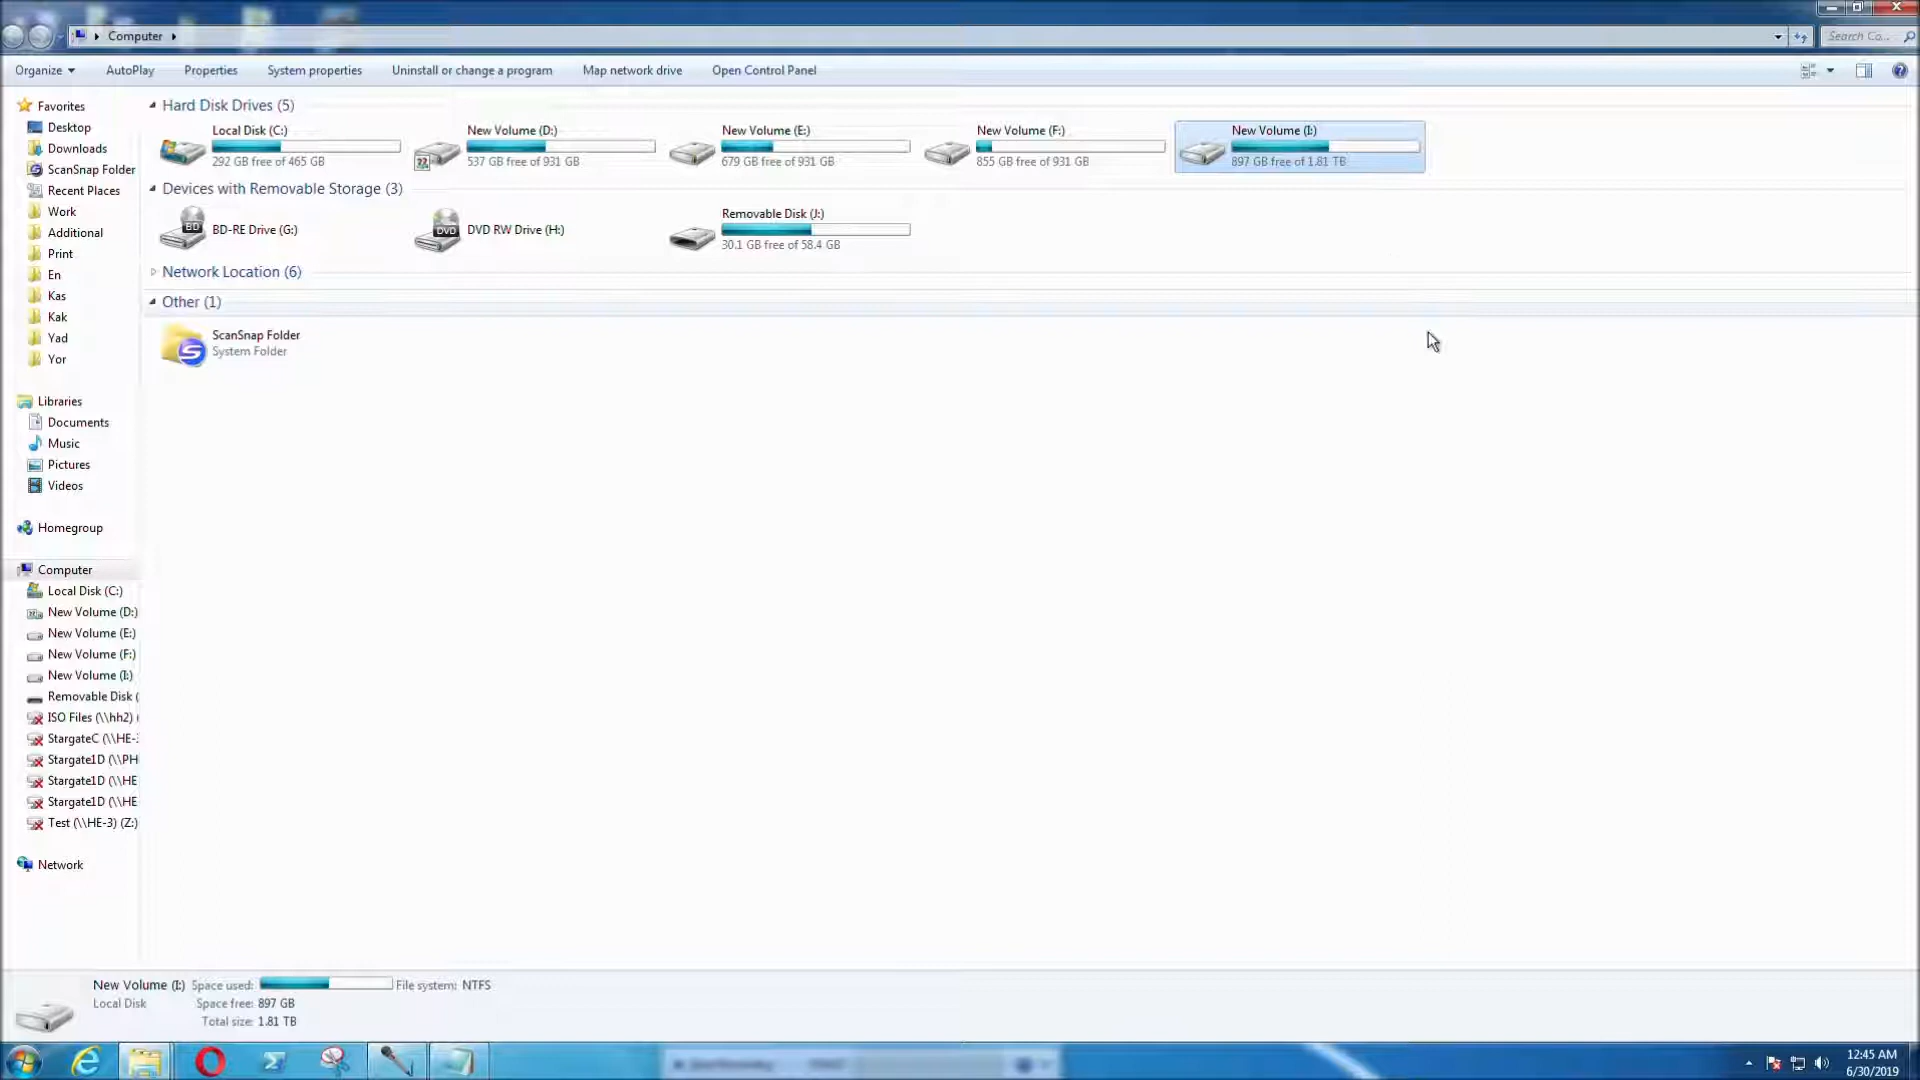 Computer
Search Co...
Organize AutoPlay Properties System properties Uninstall or change a program Map network drive Open Control Panel
Favorites
Desktop
Downloads
ScanSnap Folder
Recent Places
Work
Additional
Print
En
Kas
Kak
Yad
Yor
Libraries
Documents
Music
Pictures
Videos
Homegroup
Computer
Local Disk (C:)
New Volume (D:)
New Volume (E:)
New Volume (F:)
New Volume (I:)
Removable Disk (
ISO Files (\\hh2) (
StargateC (\\HE-
Stargate1D (\\PH
Stargate1D (\\HE
Stargate1D (\\HE
Test (\\HE-3) (Z:)
Network
Hard Disk Drives (5)
Local Disk (C:)
292 GB free of 465 GB
New Volume (D:)
537 GB free of 931 GB
New Volume (E:)
679 GB free of 931 GB
New Volume (F:)
855 GB free of 931 GB
New Volume (I:)
897 GB free of 1.81 TB
Devices with Removable Storage (3)
BD
BD-RE Drive (G:)
DVD
DVD RW Drive (H:)
Removable Disk (J:)
30.1 GB free of 58.4 GB
Network Location (6)
Other (1)
ScanSnap Folder
System Folder
New Volume (I:) Space used: File system: NTFS
Local Disk Space free: 897 GB
Total size: 1.81 TB
12:45 AM
6/30/2019